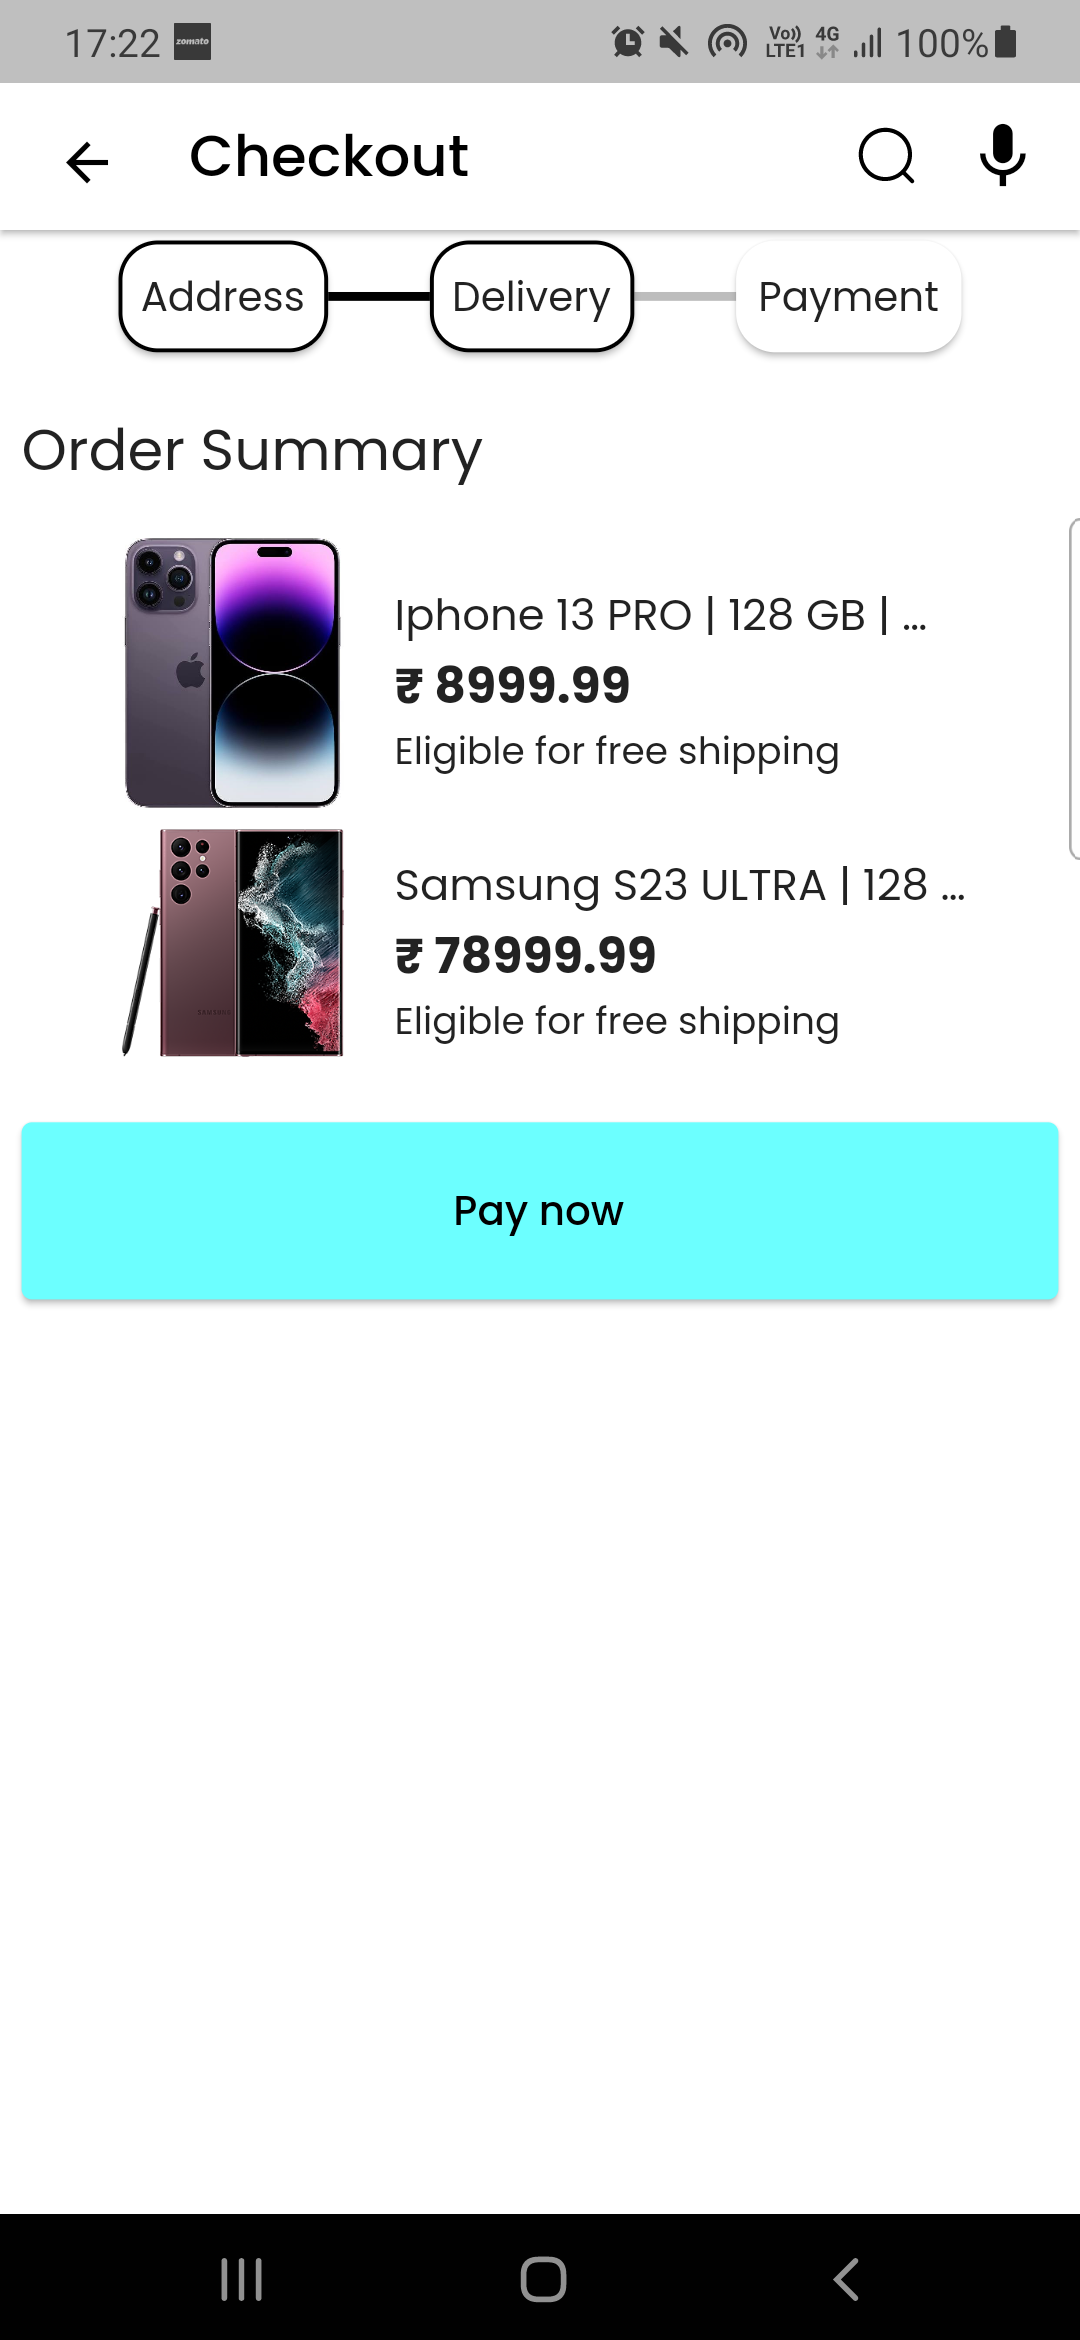 17:22 zomato Vo)) LTE1 4G 100%
Checkout
Address Delivery Payment
Order Summary
Iphone 13 PRO | 128 GB | ...
₹ 8999.99
Eligible for free shipping
SAMSUNG
Samsung S23 ULTRA | 128 ...
₹ 78999.99
Eligible for free shipping
Pay now